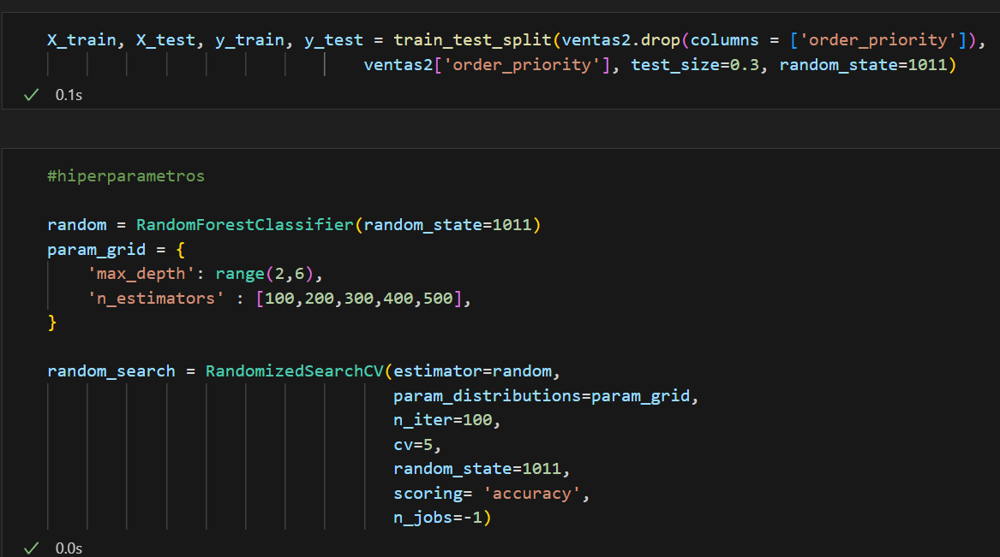 X_train, X_test, y_train, y_test = train_test_split(ventas2.drop(columns = ['order_priority']),
ventas2['order_priority'], test_size=0.3, random_state=1011)
0.1s
#hiperparametros
random = RandomForestClassifier(random_state=1011)
param_grid = {
'max_depth': range(2,6),
'n_estimators' : [100,200,300,400,500],
}
random_search = RandomizedSearchCV(estimator=random,
param_distributions=param_grid,
n_iter=100,
cv=5,
random_state=1011,
scoring= 'accuracy',
n_jobs=-1)
0.0s